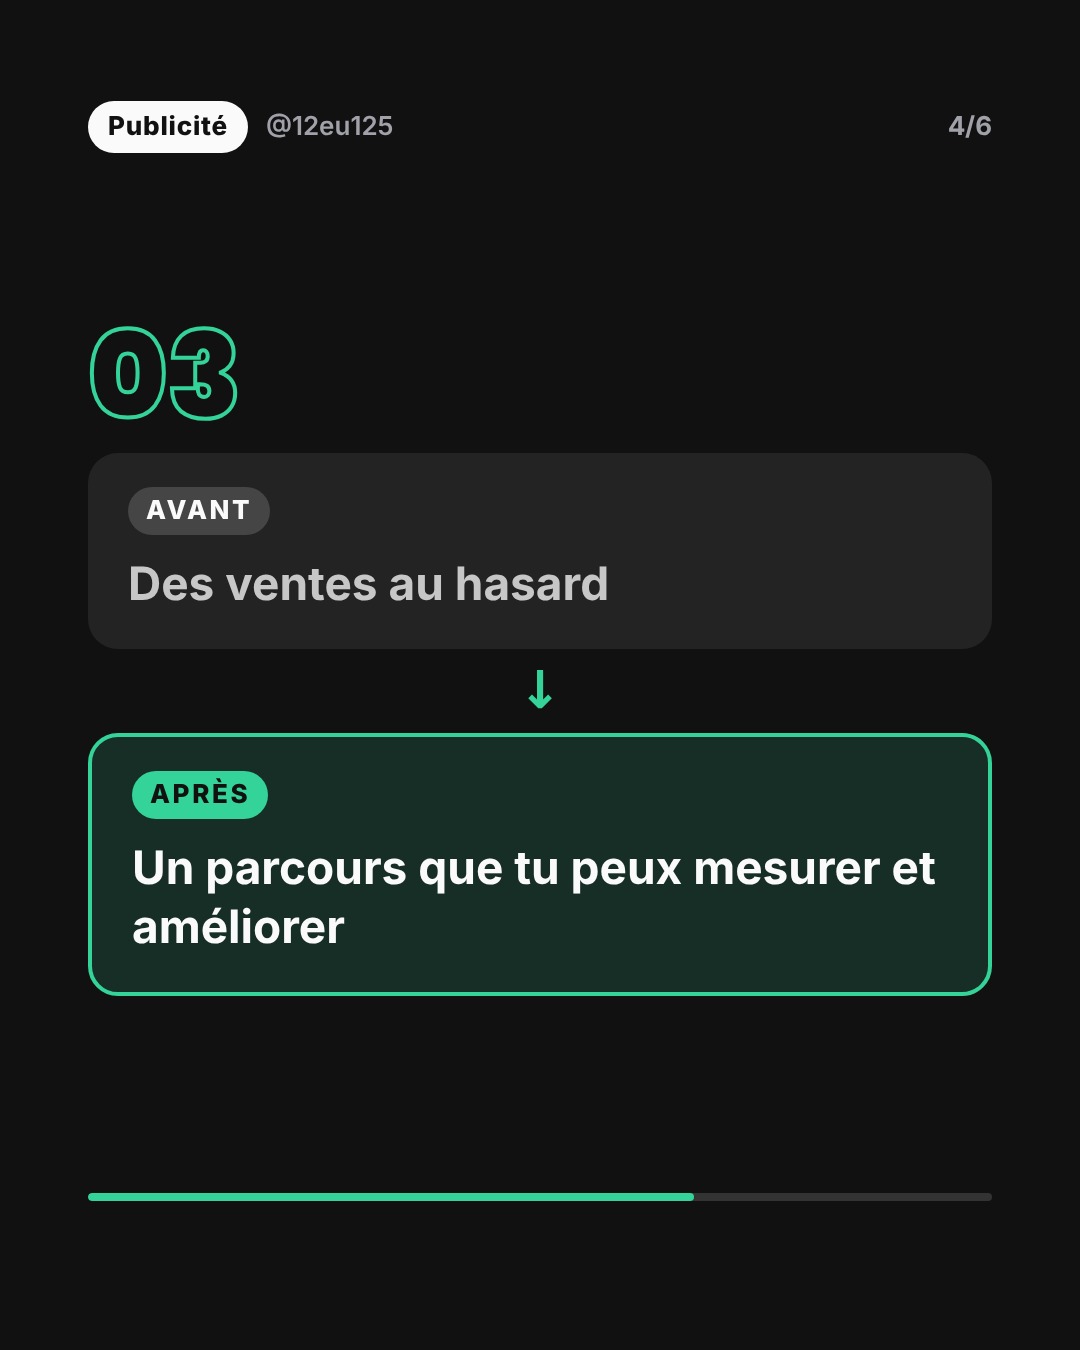 Publicité @12eu125 4/6
03
AVANT
Des ventes au hasard
↓
APRÈS
Un parcours que tu peux mesurer et
améliorer